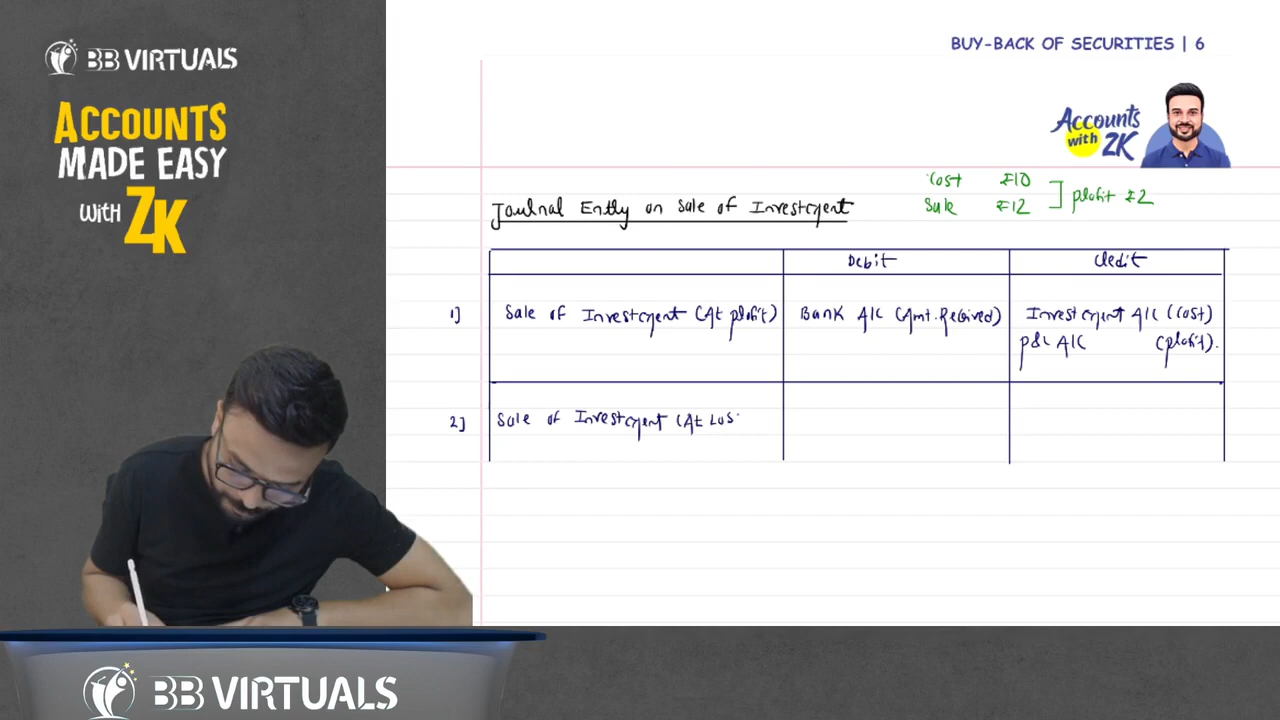 BB VIRTUALS
ACCOUNTS
MADE EASY
with ZK
BUY-BACK OF SECURITIES | 6
Accounts
with ZK
Cost ₹10
Sale ₹12
profit ₹2
Journal Entry on Sale of Investment
Debit Credit
1] Sale of Investment (At profit) Bank A/c (Amt. Received) Investment A/c (Cost)
P&L A/c (profit).
2] Sale of Investment (At Los
BB VIRTUALS